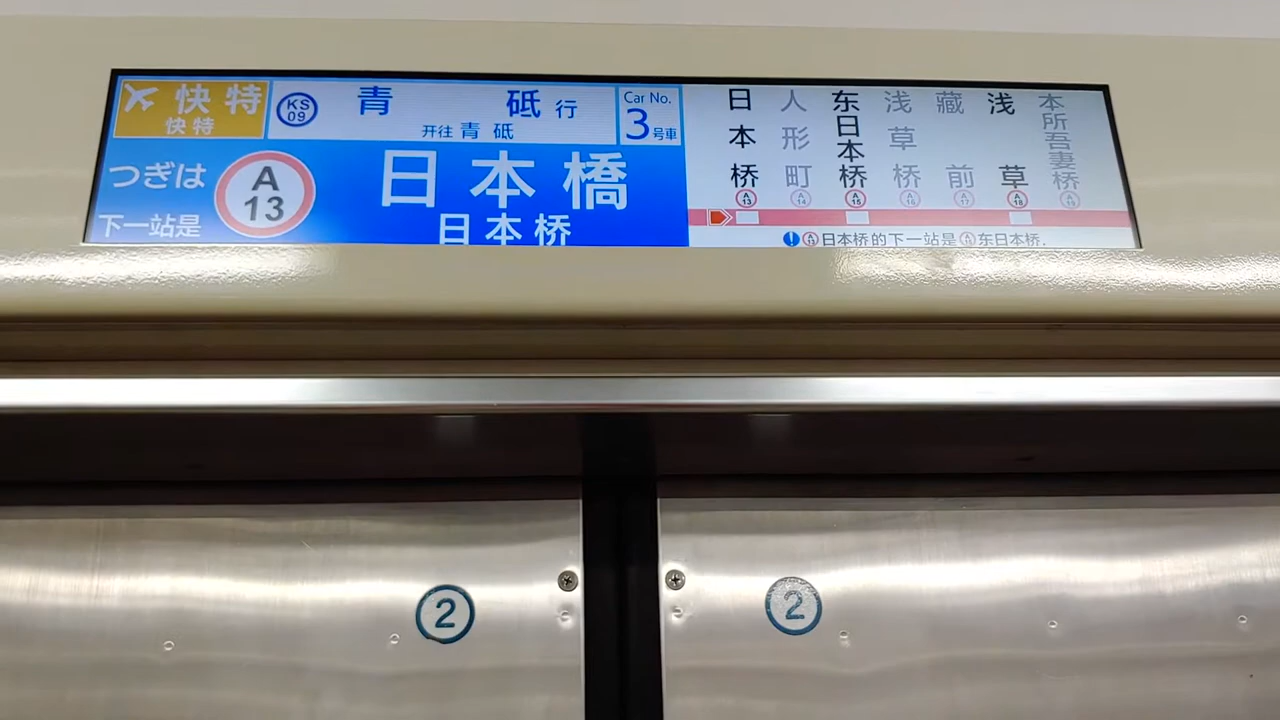 快特
快特
KS
09
青砥行
开往 青砥
Car No.
3号車
つぎは
下一站是
A
13
日本橋
日本桥
日本桥
人形町
东日本桥
浅草桥
藏前
浅草
本所吾妻桥
A
13
A
14
A
15
A
16
A
17
A
18
A
19
日本桥的下一站是东日本桥.
2
2